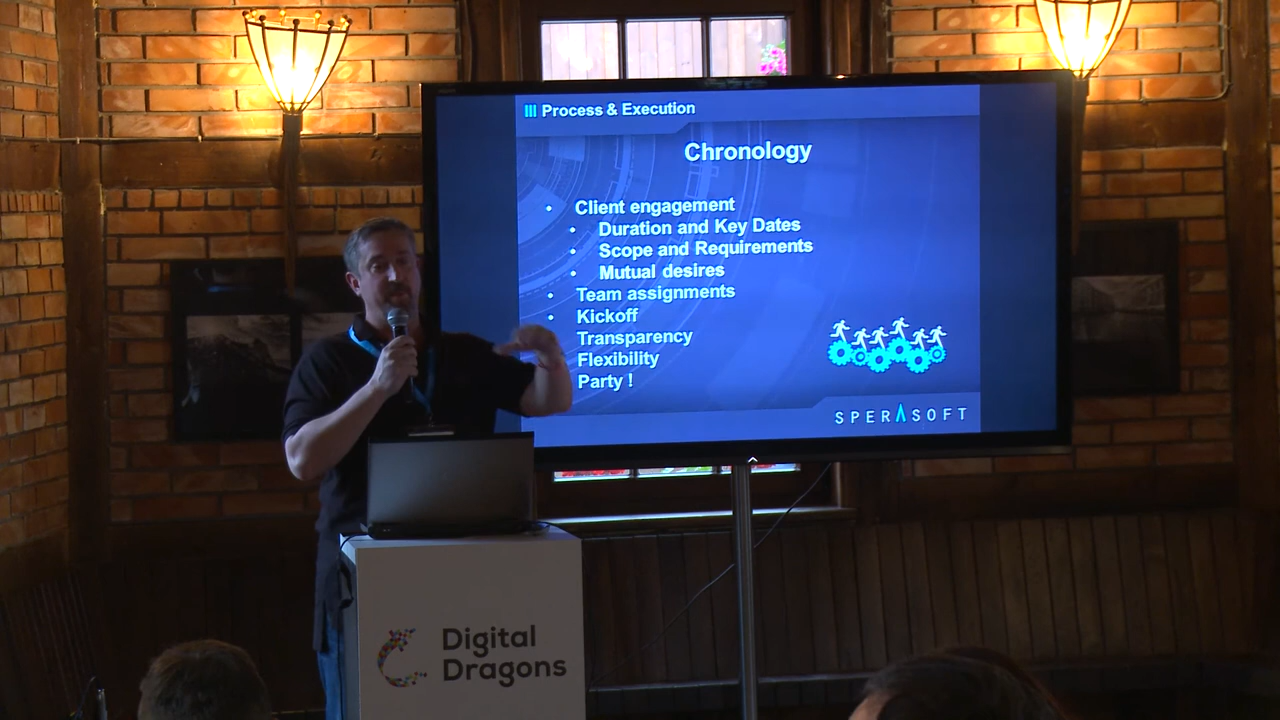 Process & Execution
Chronology
• Client engagement
• Duration and Key Dates
• Scope and Requirements
• Mutual desires
• Team assignments
• Kickoff
Transparency
Flexibility
Party !
SPERASOFT
Digital
Dragons